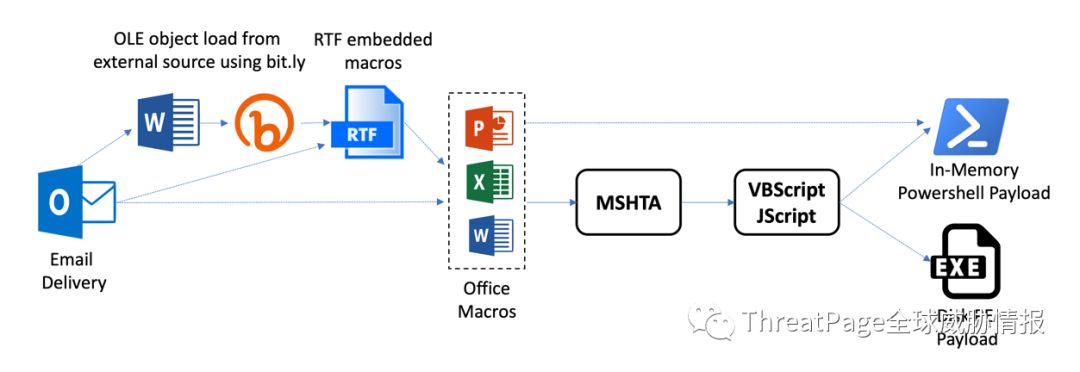 OLE object load from
external source using bit.ly
RTF embedded
macros
W
b
RTF
P
X
W
O
Email
Delivery
Office
Macros
MSHTA
VBScript
JScript
In-Memory
Powershell Payload
EXE
Disk PE
Payload
ThreatPage全球威胁情报